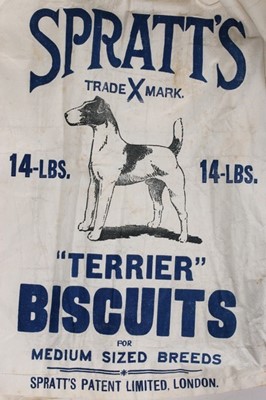 SPRATT'S
TRADE X MARK.
14-LBS. 14-LBS.
"TERRIER"
BISCUITS
FOR
MEDIUM SIZED BREEDS
SPRATT'S PATENT LIMITED, LONDON.